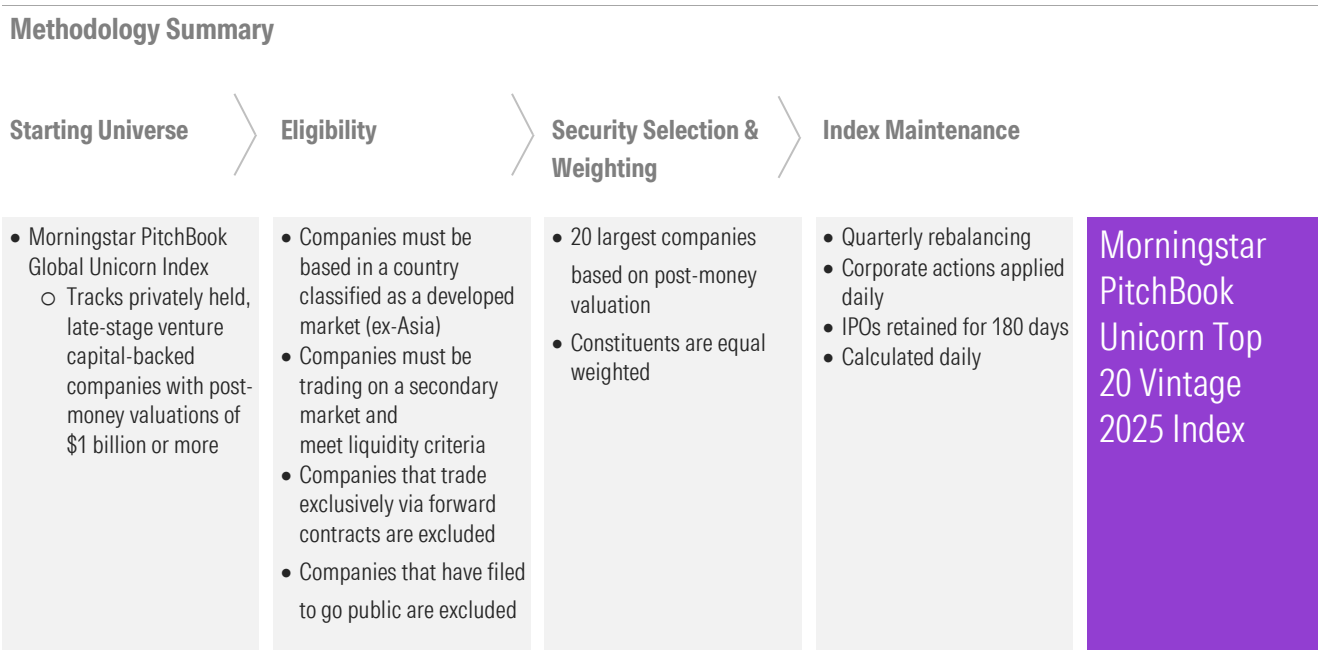 Methodology Summary
Starting Universe
Eligibility
Security Selection &
Weighting
Index Maintenance
• Morningstar PitchBook
Global Unicorn Index
○ Tracks privately held,
late-stage venture
capital-backed
companies with post-
money valuations of
$1 billion or more
• Companies must be
based in a country
classified as a developed
market (ex-Asia)
• Companies must be
trading on a secondary
market and
meet liquidity criteria
• Companies that trade
exclusively via forward
contracts are excluded
• Companies that have filed
to go public are excluded
• 20 largest companies
based on post-money
valuation
• Constituents are equal
weighted
• Quarterly rebalancing
• Corporate actions applied
daily
• IPOs retained for 180 days
• Calculated daily
Morningstar
PitchBook
Unicorn Top
20 Vintage
2025 Index